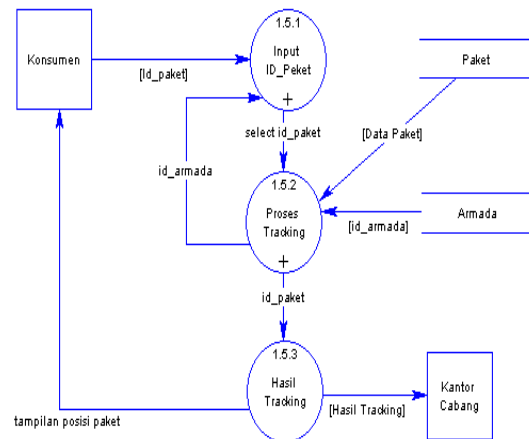 1.5.1
Input
ID_Peket
+
Konsumen
Paket
[Id_paket]
select id_paket
[Data Paket]
id_armada
1.5.2
Proses
Tracking
+
Armada
[id_armada]
id_paket
1.5.3
Hasil
Tracking
Kantor
Cabang
[Hasil Tracking]
tampilan posisi paket